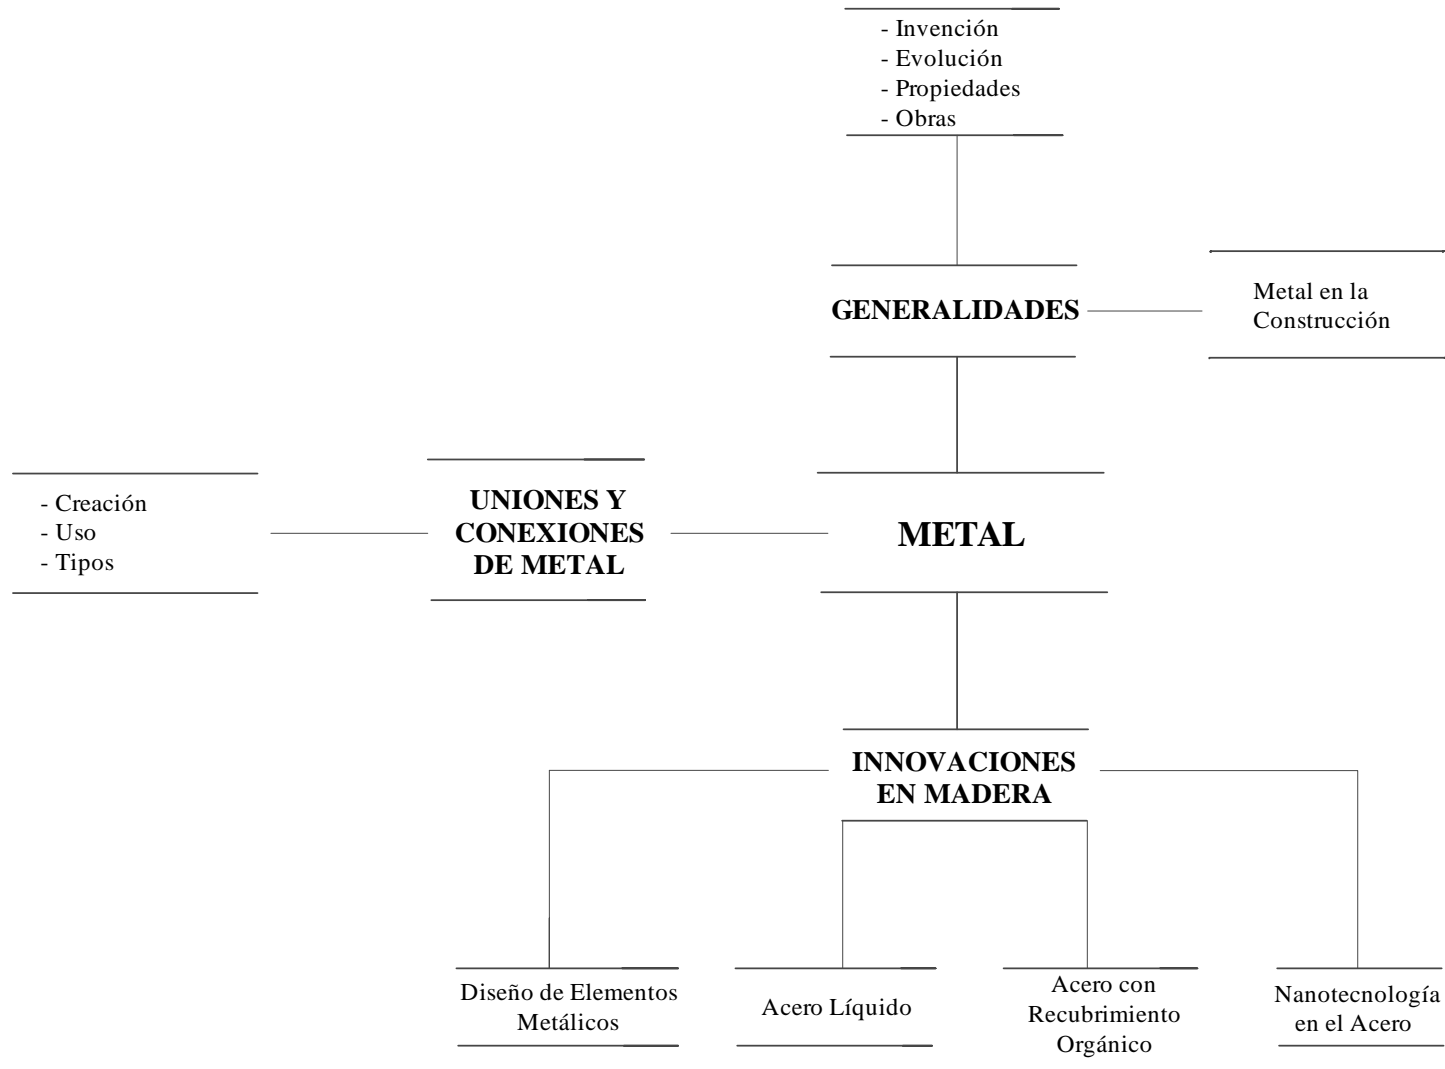 - Invención
- Evolución
- Propiedades
- Obras
GENERALIDADES
Metal en la
Construcción
- Creación
- Uso
- Tipos
UNIONES Y
CONEXIONES
DE METAL
METAL
INNOVACIONES
EN MADERA
Diseño de Elementos
Metálicos
Acero Líquido
Acero con
Recubrimiento
Orgánico
Nanotecnología
en el Acero